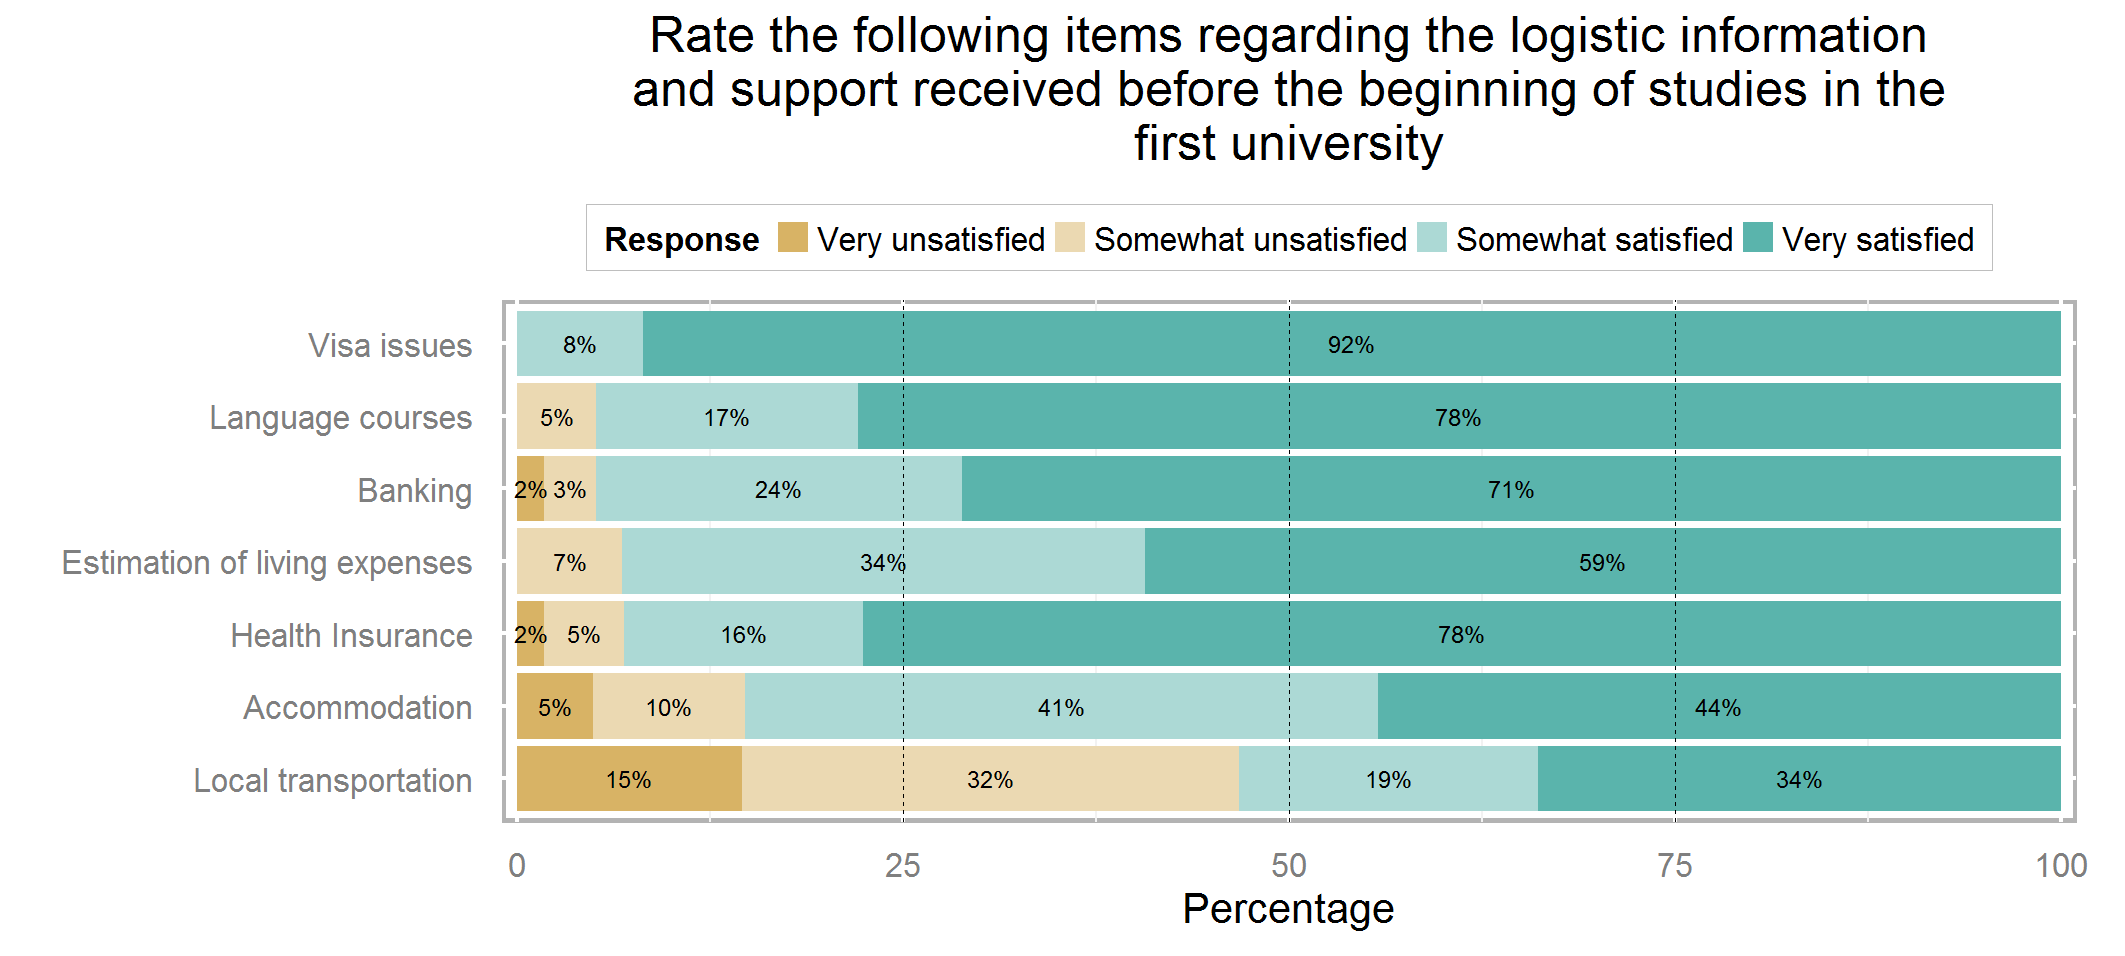 Rate the following items regarding the logistic information
and support received before the beginning of studies in the
first university
Response Very unsatisfied Somewhat unsatisfied Somewhat satisfied Very satisfied
Visa issues 8% 92%
Language courses 5% 17% 78%
Banking 2% 3% 24% 71%
Estimation of living expenses 7% 34% 59%
Health Insurance 2% 5% 16% 78%
Accommodation 5% 10% 41% 44%
Local transportation 15% 32% 19% 34%
0 25 50 75 100
Percentage